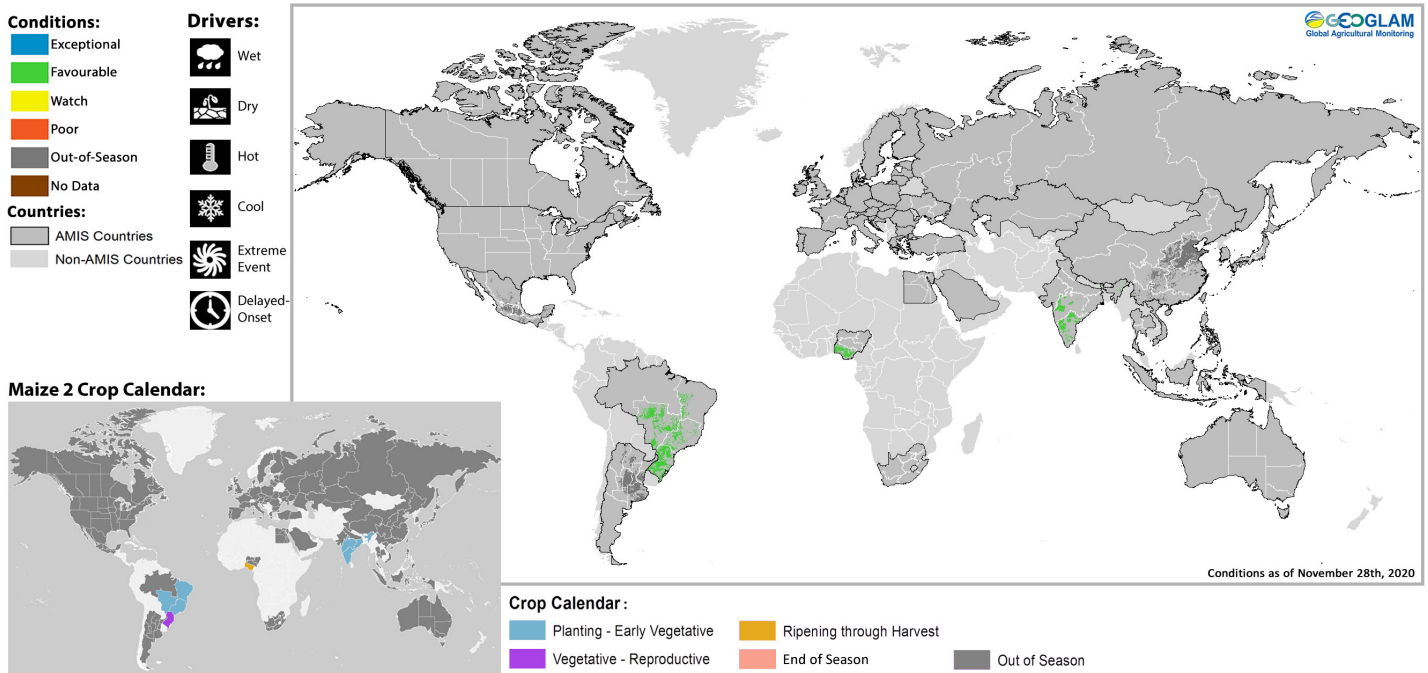 Conditions:
Exceptional
Favourable
Watch
Poor
Out-of-Season
No Data
Countries:
AMIS Countries
Non-AMIS Countries
Drivers:
Wet
Dry
Hot
Cool
Extreme
Event
Delayed-
Onset
GEOGLAM
Global Agricultural Monitoring
Conditions as of November 28th, 2020
Maize 2 Crop Calendar:
Crop Calendar :
Planting - Early Vegetative
Ripening through Harvest
Vegetative - Reproductive
End of Season
Out of Season